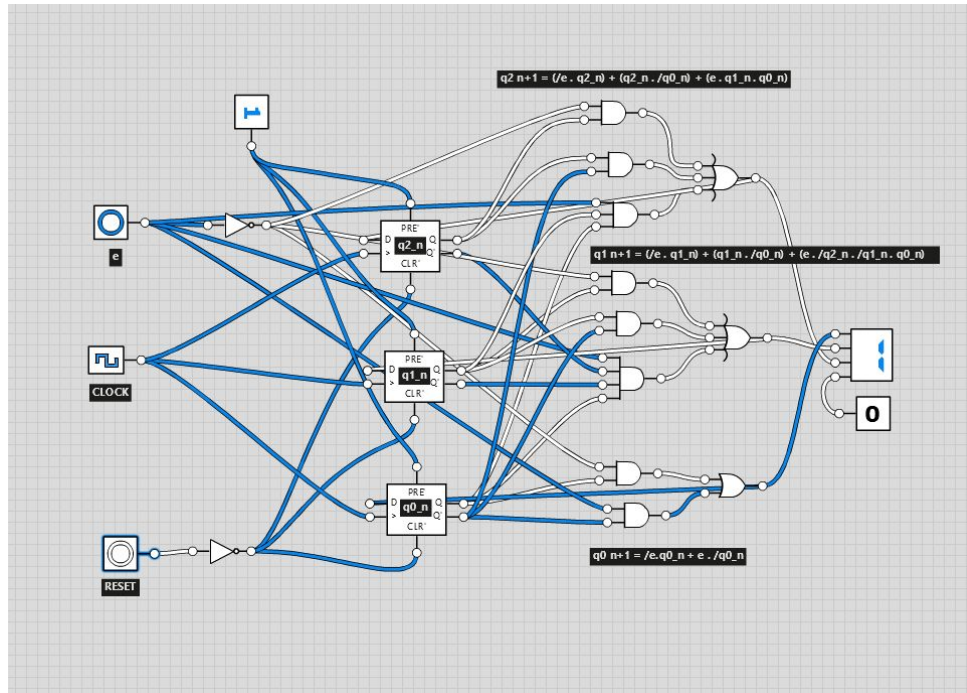 q2 n+1 = (/e . q2_n) + (q2_n . /q0_n) + (e . q1_n . q0_n)
1
e
PRE'
D q2_n Q
> Q'
CLR'
q1 n+1 = (/e . q1_n) + (q1_n . /q0_n) + (e . /q2_n . /q1_n . q0_n)
PRE'
D q1_n Q
> Q'
CLR'
CLOCK
1
0
PRE'
D q0_n Q
> Q'
CLR'
RESET
q0 n+1 = /e.q0_n + e . /q0_n